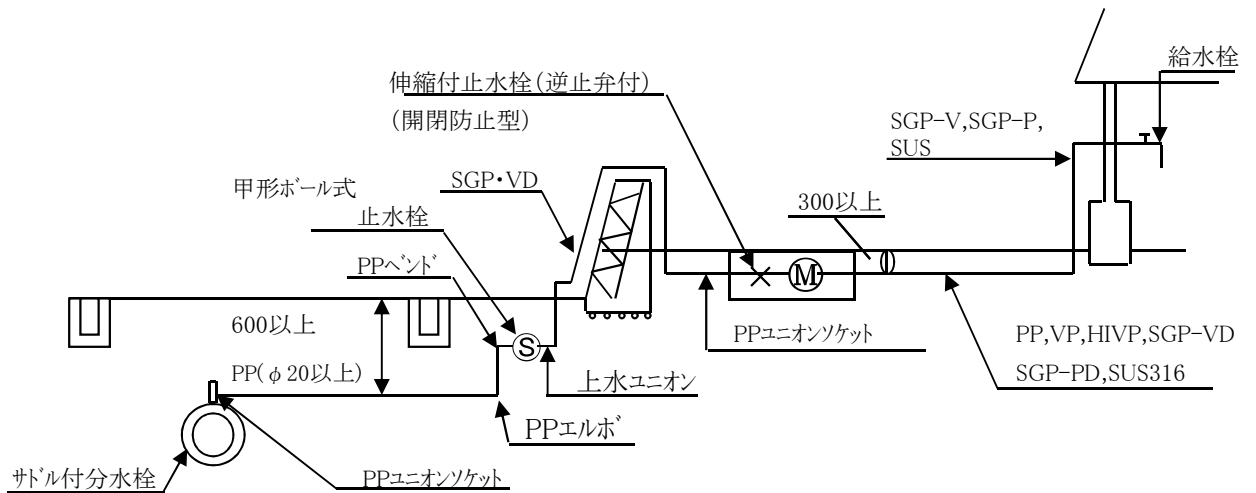 給水栓
伸縮付止水栓(逆止弁付)
(開閉防止型)
SGP-V,SGP-P,
SUS
甲形ボール式
止水栓
SGP・VD
300以上
PPベンド
600以上
S
M
PPユニオンソケット
PP,VP,HIVP,SGP-VD
SGP-PD,SUS316
PP(φ20以上)
上水ユニオン
PPエルボ
サドル付分水栓
PPユニオンソケット